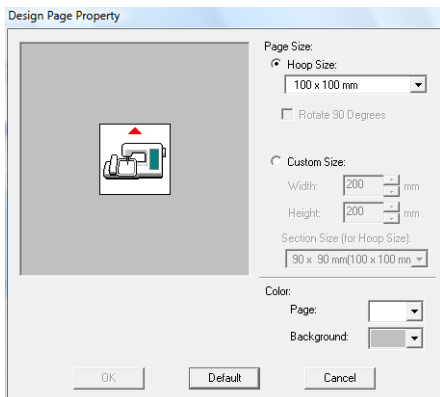 Design Page Property
Page Size:
Hoop Size:
100 x 100 mm
Rotate 90 Degrees
Custom Size:
Width: 200 mm
Height: 200 mm
Section Size (for Hoop Size):
90 x 90 mm(100 x 100 mn
Color:
Page:
Background:
OK Default Cancel